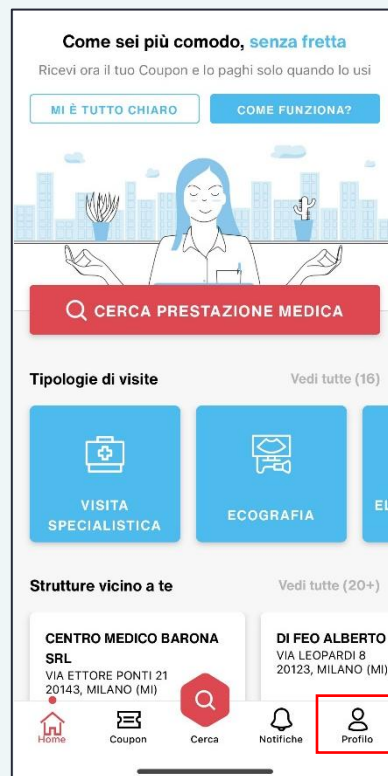 Come sei più comodo, senza fretta
Ricevi ora il tuo Coupon e lo paghi solo quando lo usi
MI È TUTTO CHIARO
COME FUNZIONA?
CERCA PRESTAZIONE MEDICA
Tipologie di visite
Vedi tutte (16)
VISITA
SPECIALISTICA
ECOGRAFIA
EL
Strutture vicino a te
Vedi tutte (20+)
CENTRO MEDICO BARONA
SRL
VIA ETTORE PONTI 21
20143, MILANO (MI)
DI FEO ALBERTO
VIA LEOPARDI 8
20123, MILANO (MI)
Home
Coupon
Cerca
Notifiche
Profilo